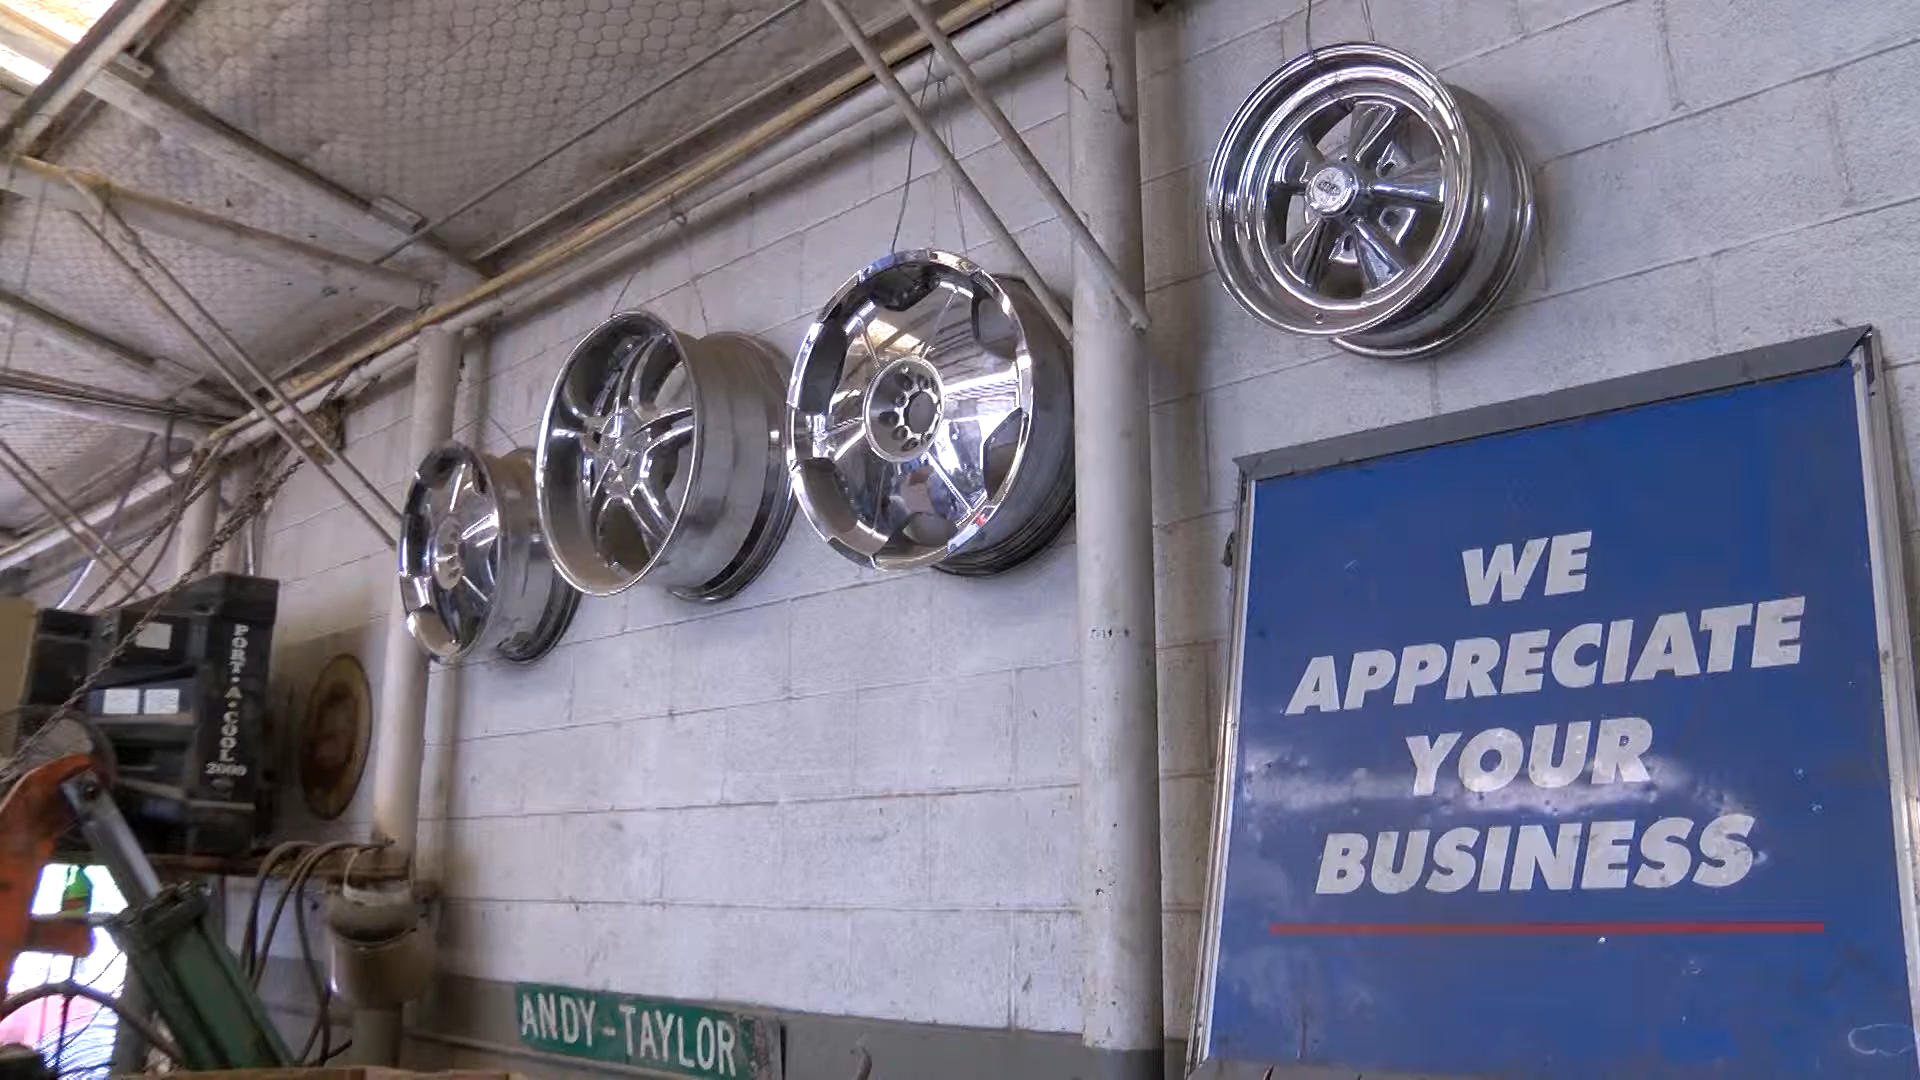 WE
APPRECIATE
YOUR
BUSINESS
PORT•A•COOL
2000
ANDY-TAYLOR